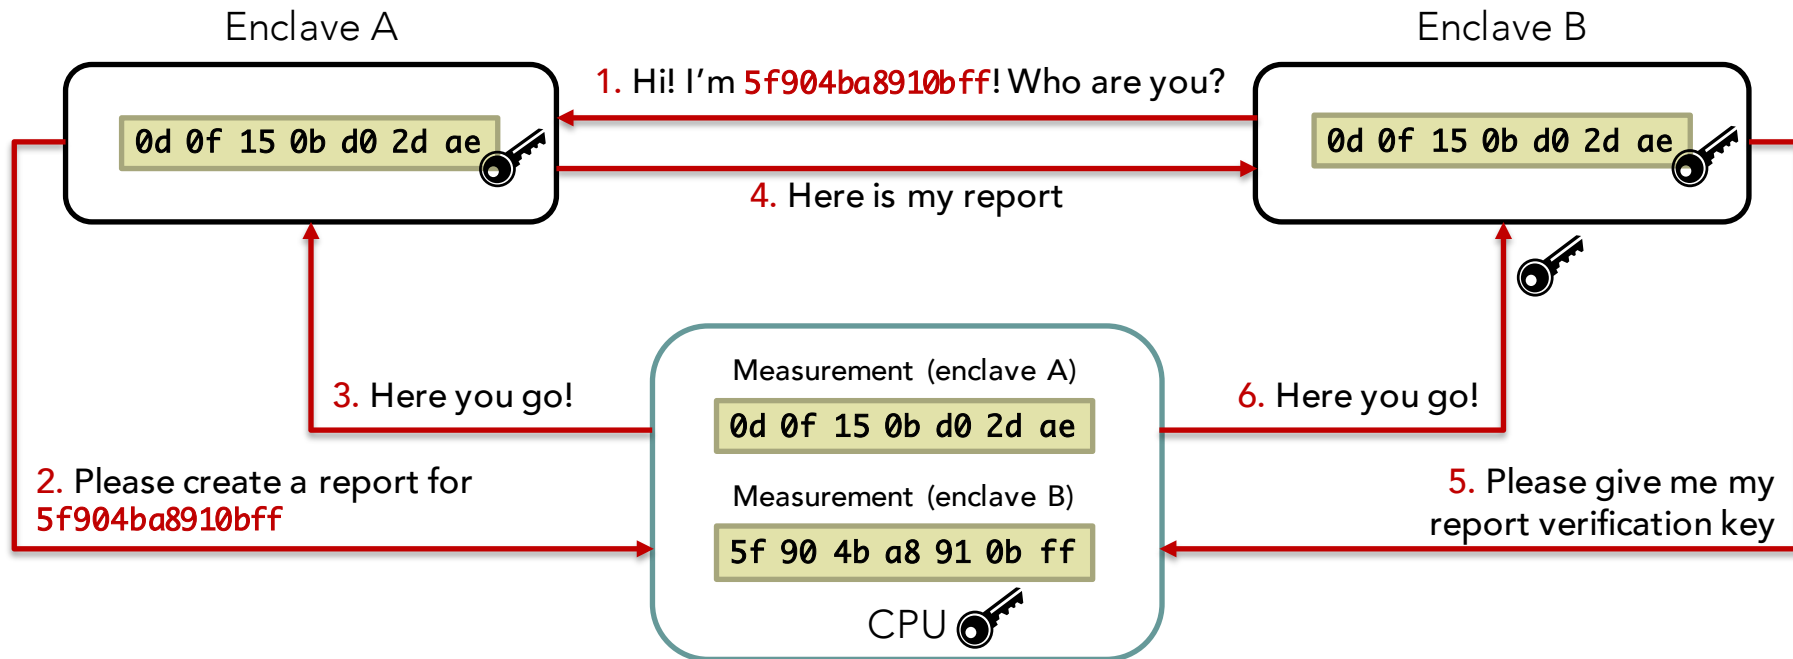 Enclave A
Enclave B
1. Hi! I'm 5f904ba8910bff! Who are you?
0d 0f 15 0b d0 2d ae
0d 0f 15 0b d0 2d ae
4. Here is my report
3. Here you go!
Measurement (enclave A)
0d 0f 15 0b d0 2d ae
6. Here you go!
2. Please create a report for
5f904ba8910bff
Measurement (enclave B)
5f 90 4b a8 91 0b ff
5. Please give me my
report verification key
CPU